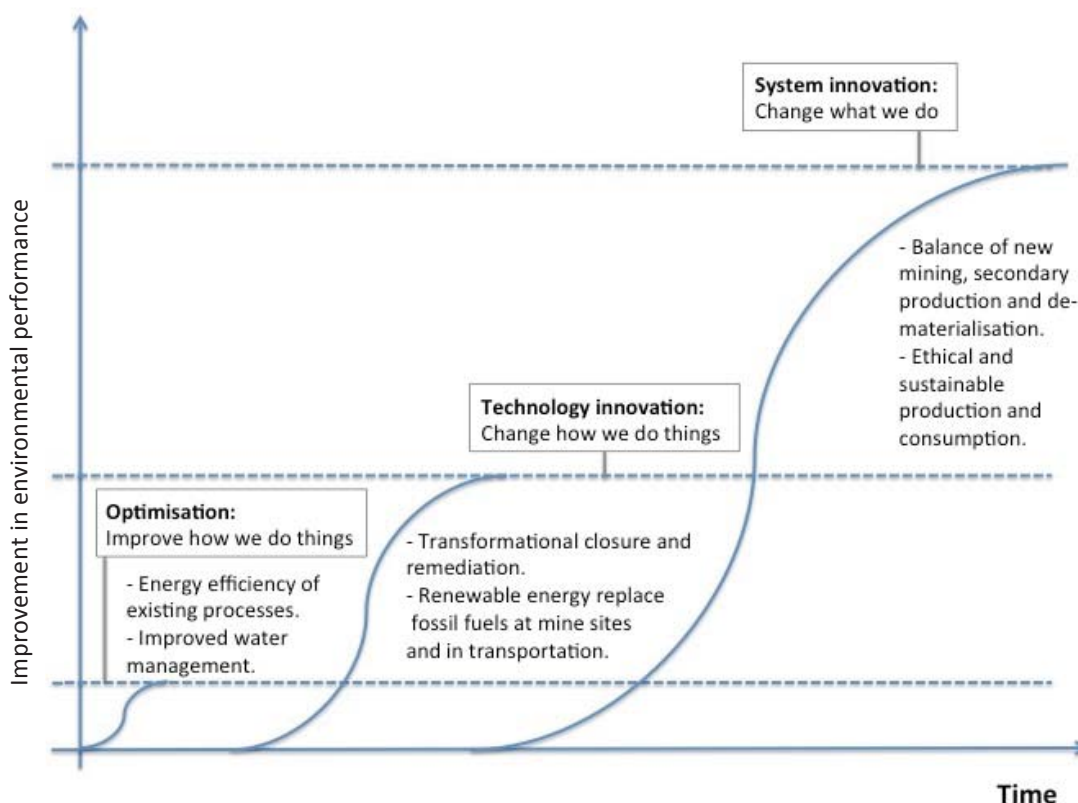 Improvement in environmental performance
System innovation:
Change what we do
- Balance of new
mining, secondary
production and de-
materialisation.
- Ethical and
sustainable
production and
consumption.
Technology innovation:
Change how we do things
- Transformational closure and
remediation.
- Renewable energy replace
fossil fuels at mine sites
and in transportation.
Optimisation:
Improve how we do things
- Energy efficiency of
existing processes.
- Improved water
management.
Time